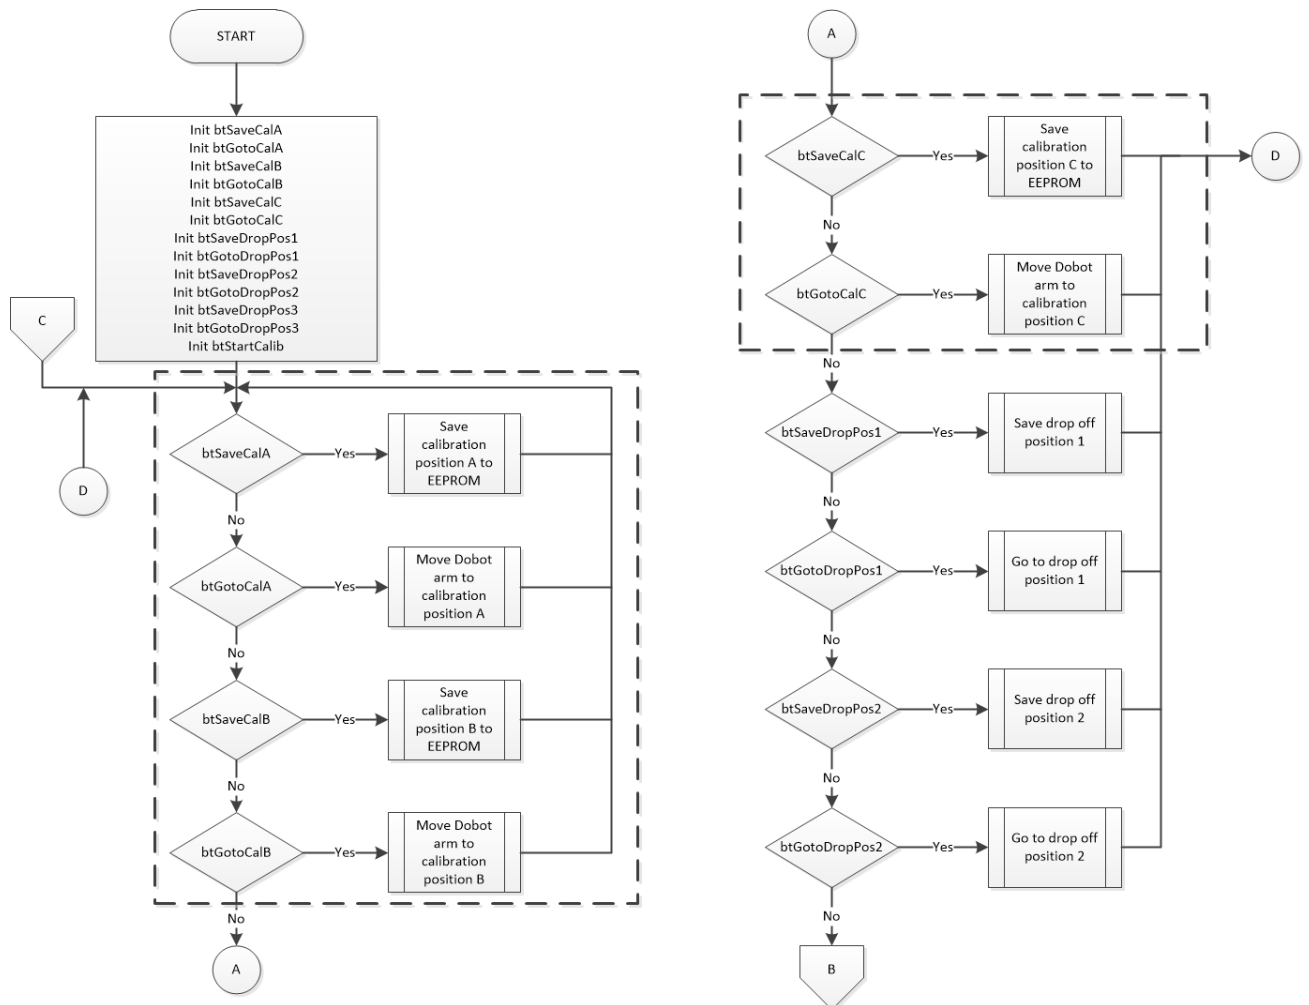 START
Init btSaveCalA
Init btGotoCalA
Init btSaveCalB
Init btGotoCalB
Init btSaveCalC
Init btGotoCalC
Init btSaveDropPos1
Init btGotoDropPos1
Init btSaveDropPos2
Init btGotoDropPos2
Init btSaveDropPos3
Init btGotoDropPos3
Init btStartCalib
C
D
btSaveCalA
Yes
Save
calibration
position A to
EEPROM
No
btGotoCalA
Yes
Move Dobot
arm to
calibration
position A
No
btSaveCalB
Yes
Save
calibration
position B to
EEPROM
No
btGotoCalB
Yes
Move Dobot
arm to
calibration
position B
No
A
A
btSaveCalC
Yes
Save
calibration
position C to
EEPROM
D
No
btGotoCalC
Yes
Move Dobot
arm to
calibration
position C
No
btSaveDropPos1
Yes
Save drop off
position 1
No
btGotoDropPos1
Yes
Go to drop off
position 1
No
btSaveDropPos2
Yes
Save drop off
position 2
No
btGotoDropPos2
Yes
Go to drop off
position 2
No
B